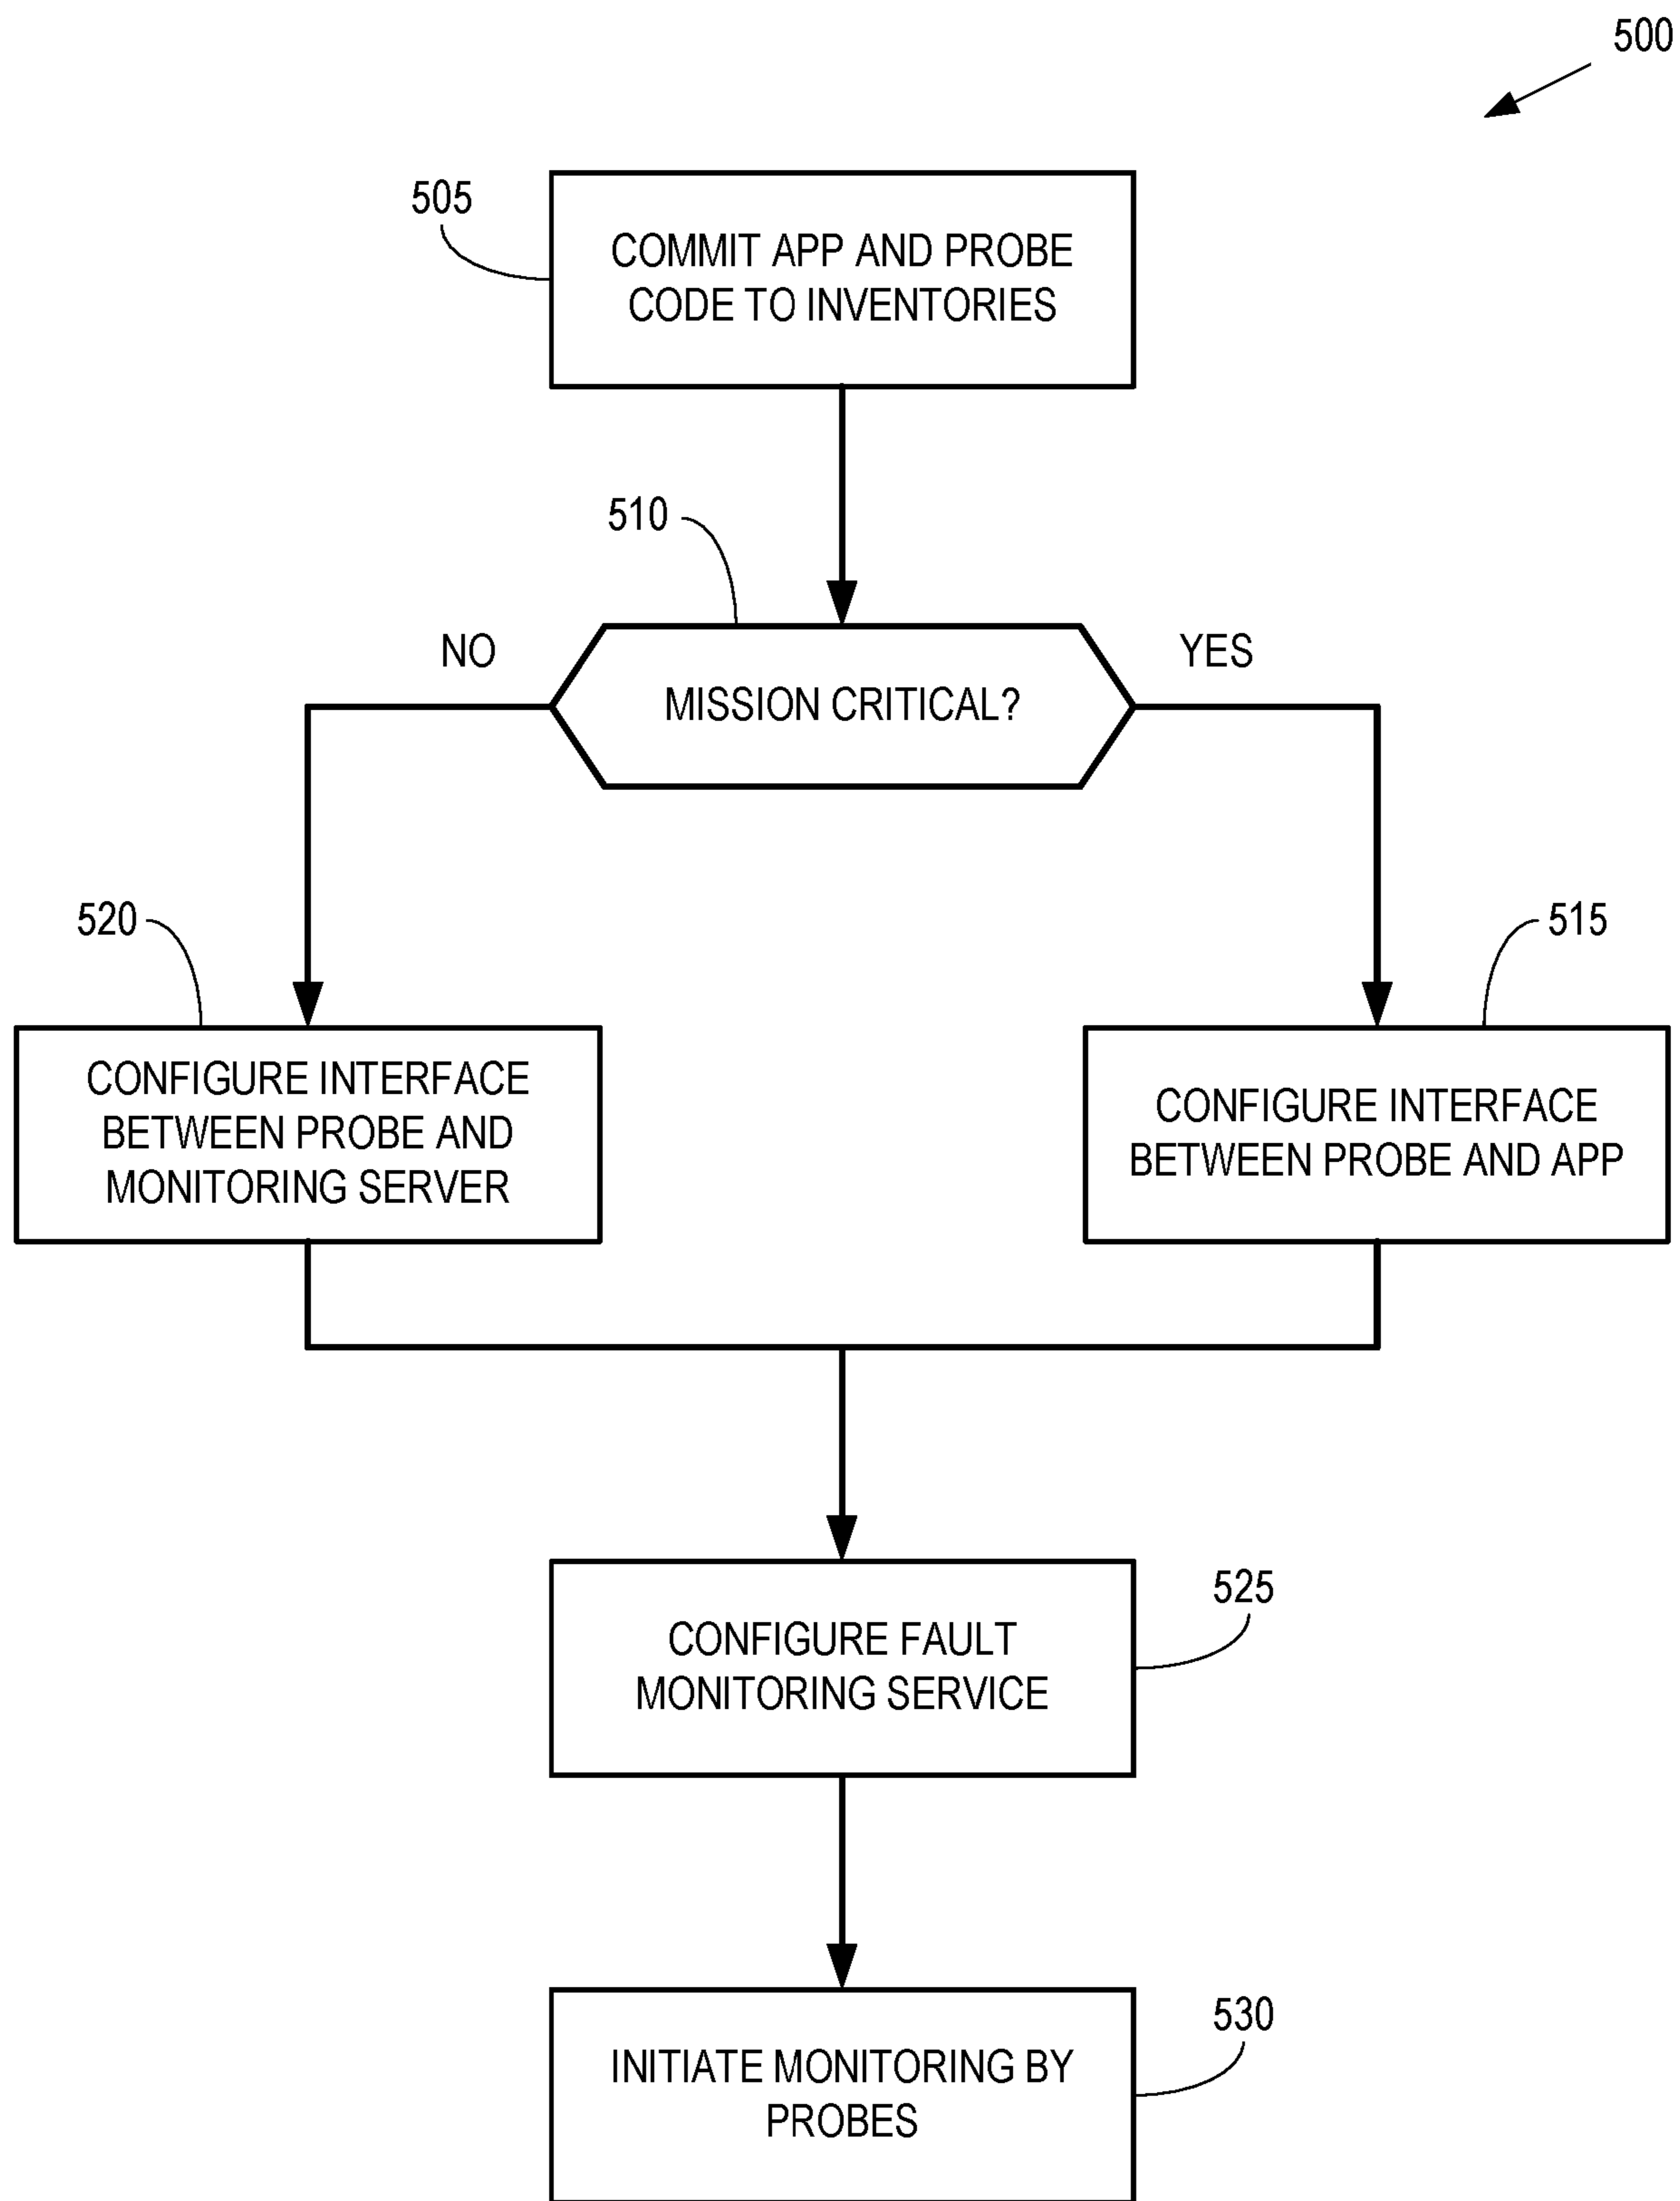 500
505
COMMIT APP AND PROBE
CODE TO INVENTORIES
510
NO
YES
MISSION CRITICAL?
520
515
CONFIGURE INTERFACE
BETWEEN PROBE AND
MONITORING SERVER
CONFIGURE INTERFACE
BETWEEN PROBE AND APP
525
CONFIGURE FAULT
MONITORING SERVICE
530
INITIATE MONITORING BY
PROBES